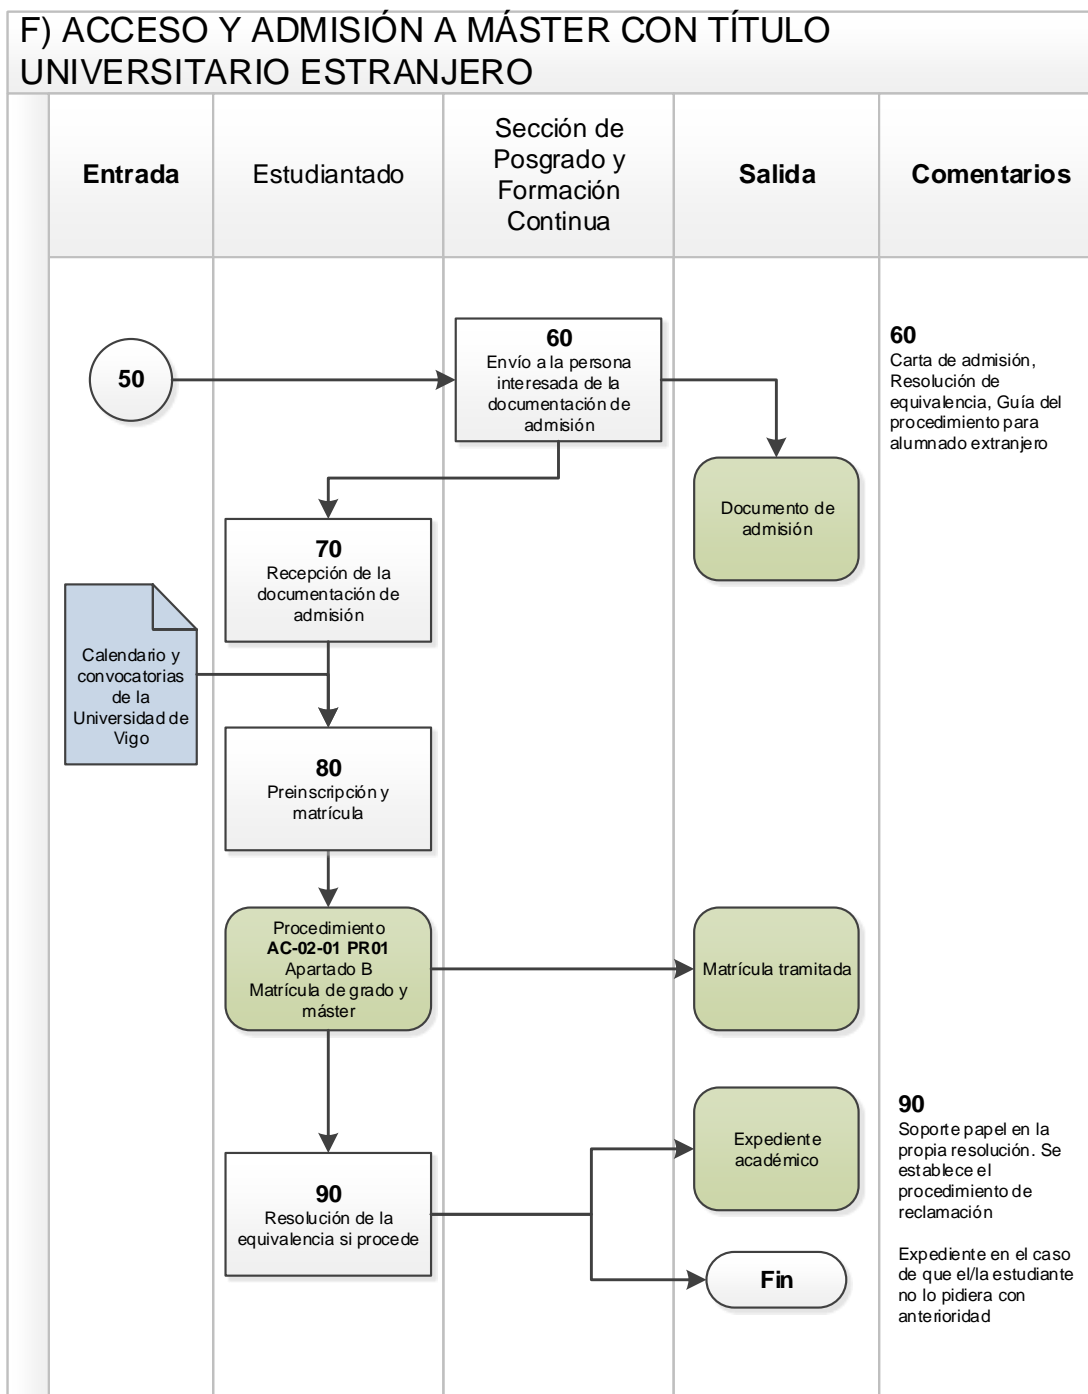 F) ACCESO Y ADMISIÓN A MÁSTER CON TÍTULO
UNIVERSITARIO ESTRANJERO
Entrada
Estudiantado
Sección de
Posgrado y
Formación
Continua
Salida
Comentarios
50
60
Envío a la persona
interesada de la
documentación de
admisión
60
Carta de admisión,
Resolución de
equivalencia, Guía del
procedimiento para
alumnado extranjero
Documento de
admisión
70
Recepción de la
documentación de
admisión
Calendario y
convocatorias
de la
Universidad de
Vigo
80
Preinscripción y
matrícula
Procedimiento
AC-02-01 PR01
Apartado B
Matrícula de grado y
máster
Matrícula tramitada
Expediente
académico
90
Soporte papel en la
propia resolución. Se
establece el
procedimiento de
reclamación
90
Resolución de la
equivalencia si procede
Fin
Expediente en el caso
de que el/la estudiante
no lo pidiera con
anterioridad